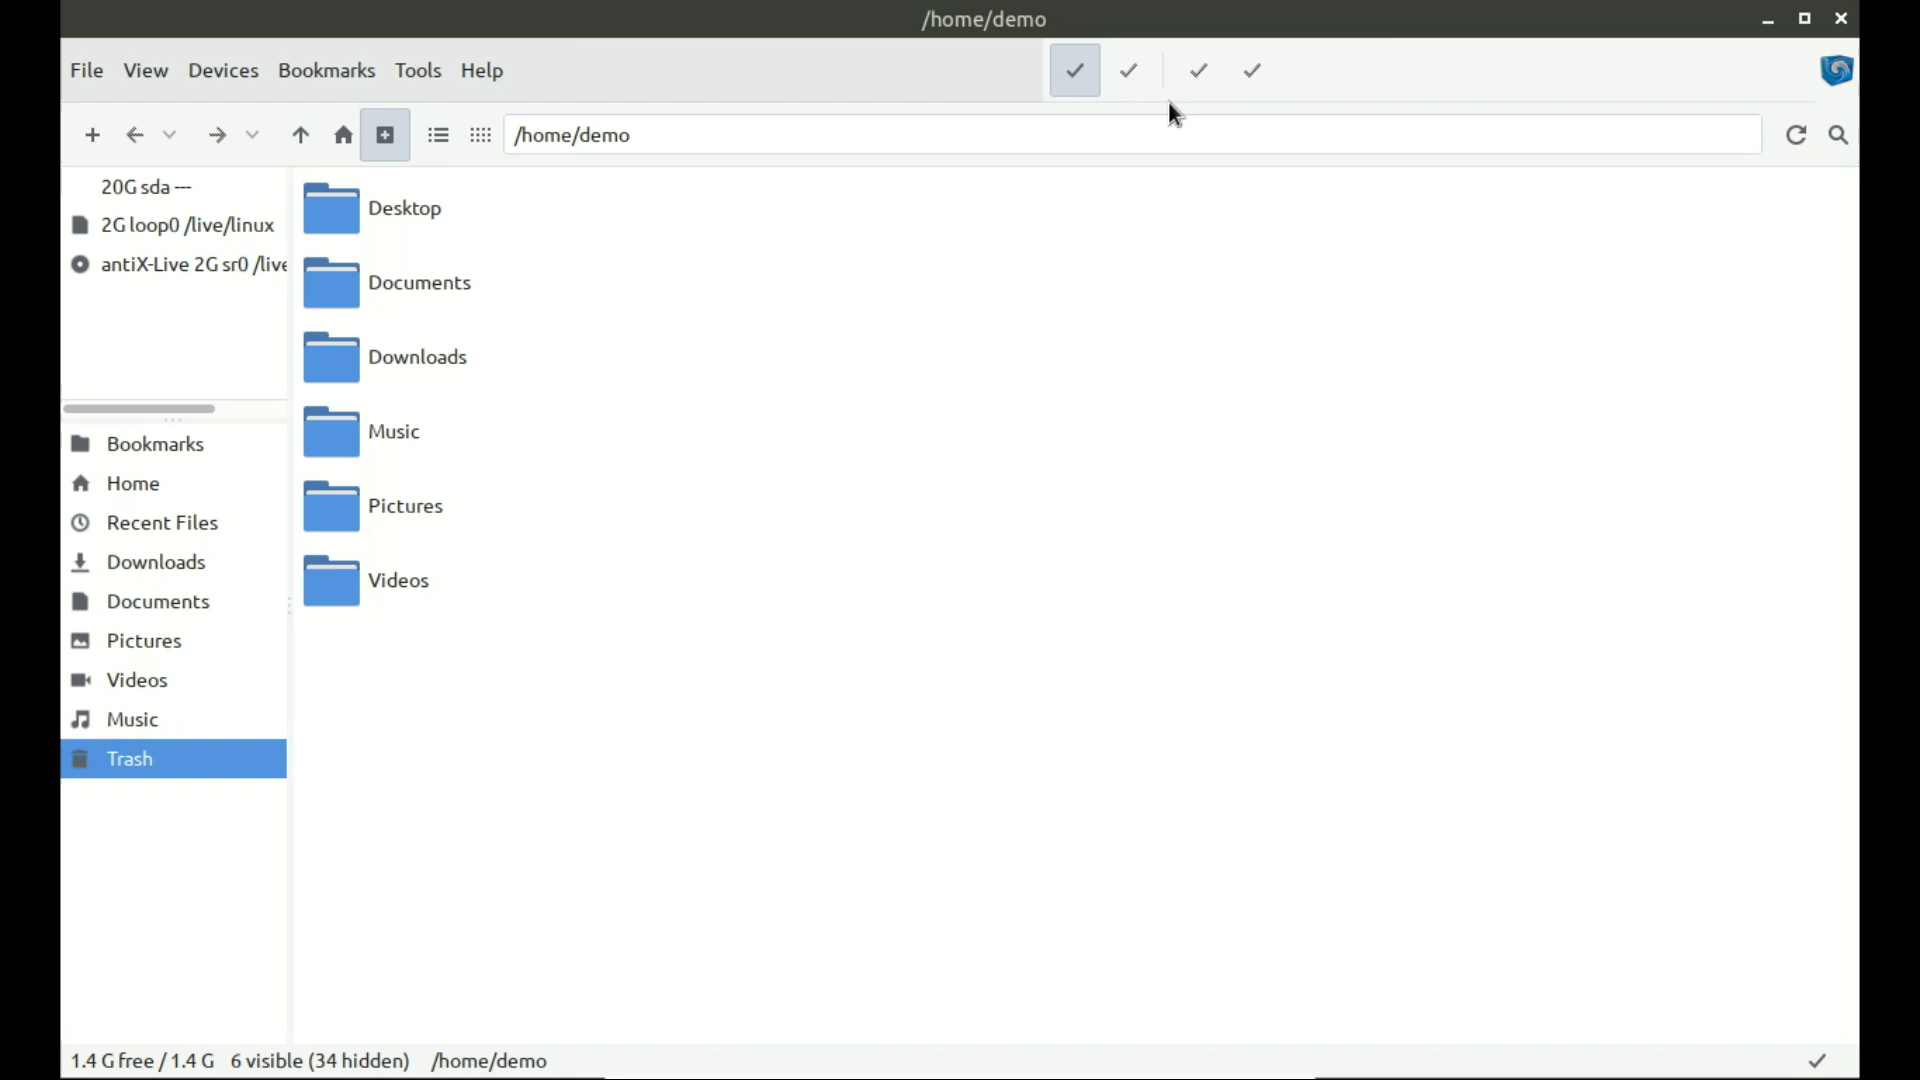 /home/demo
File View Devices Bookmarks Tools Help
/home/demo
20G sda ---
2G loop0 /live/linux
antiX-Live 2G sr0 /live
Desktop
Documents
Downloads
Music
Pictures
Videos
Bookmarks
Home
Recent Files
Downloads
Documents
Pictures
Videos
Music
Trash
1.4 G free / 1.4 G 6 visible (34 hidden) /home/demo